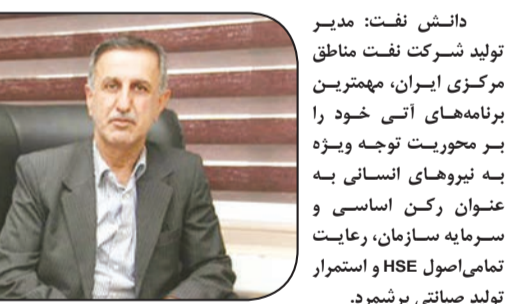 دانش نفت: مدیر
تولید شرکت نفت مناطق
مرکزی ایران، مهمترین
برنامه‌های آتی خود را
بر محوریت توجه ویژه
به نیروهای انسانی به
عنوان رکن اساسی و
سرمایه سازمان، رعایت
تمامی‌اصول HSE و استمرار
تولید صیانتی برشمرد.